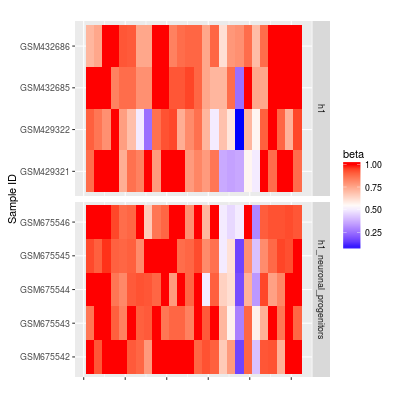 GSM432686
GSM432685
GSM429322
GSM429321
h1
GSM675546
GSM675545
GSM675544
GSM675543
GSM675542
h1_neuronal_progenitors
Sample ID
beta
1.00
0.75
0.50
0.25